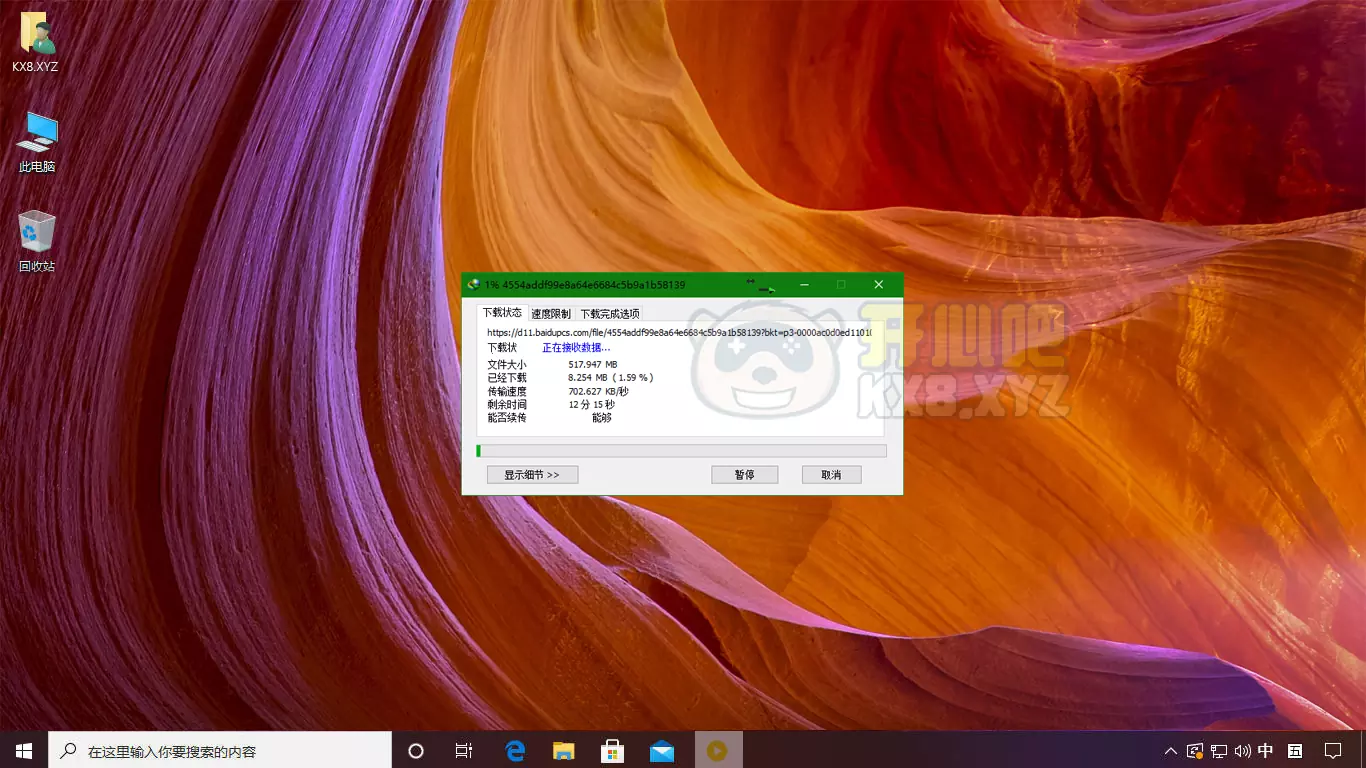 KX8.XYZ
此电脑
回收站
1% 4554addf99e8a64e6684c5b9a1b58139
下载状态 速度限制 下载完成选项
https://d11.baidupcs.com/file/4554addf99e8a64e6684c5b9a1b58139?bkt=p3-0000ac0d0ed11010
下载状 正在接收数据...
文件大小 517.947 MB
已经下载 8.254 MB ( 1.59 % )
传输速度 702.627 KB/秒
剩余时间 12 分 15 秒
能否续传 能够
显示细节 >> 暂停 取消
开心吧
KX8.XYZ
在这里输入你要搜索的内容
中 五